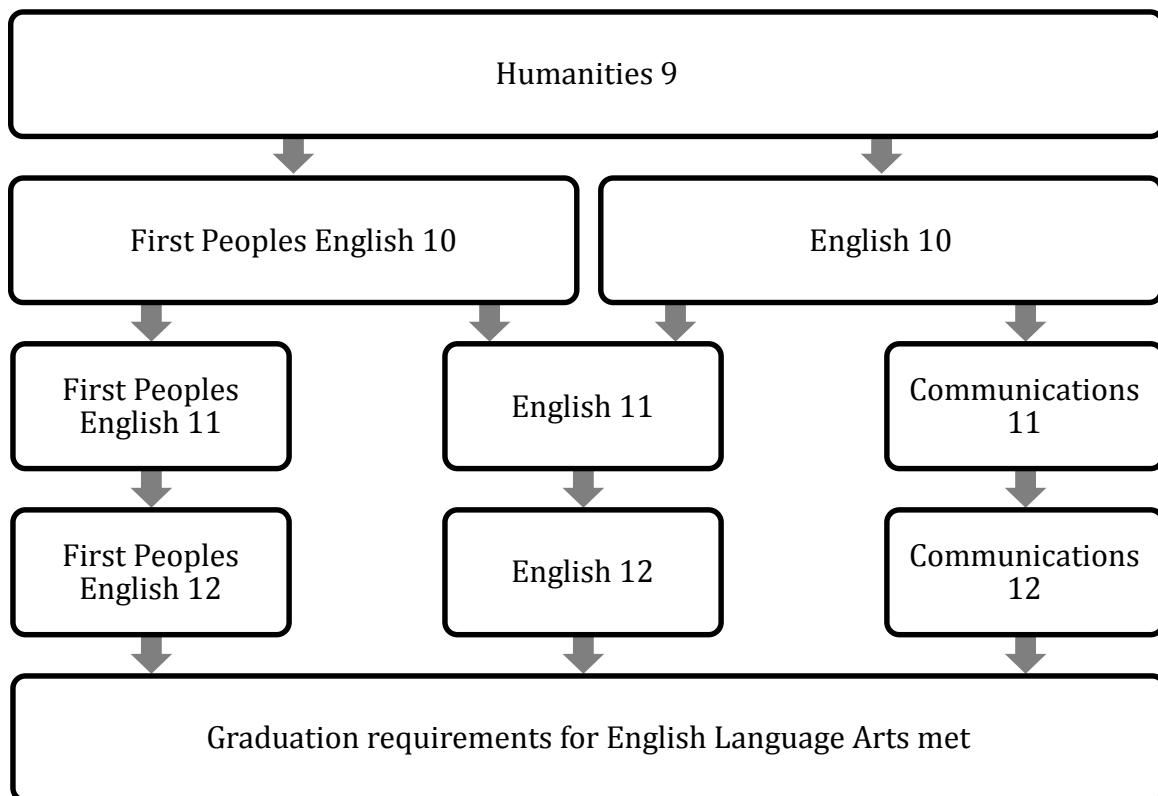 Humanities 9
First Peoples English 10
English 10
First Peoples
English 11
English 11
Communications
11
First Peoples
English 12
English 12
Communications
12
Graduation requirements for English Language Arts met